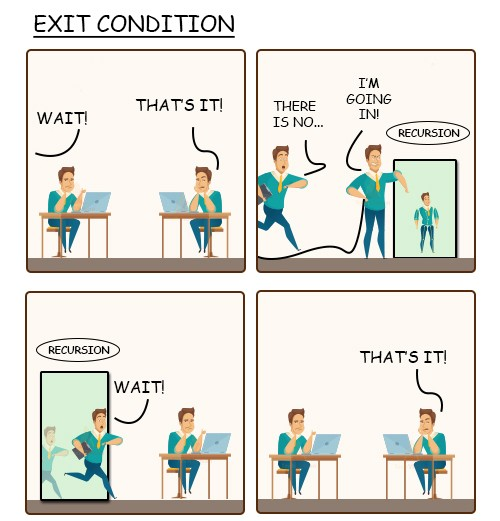 EXIT CONDITION
WAIT!
THAT'S IT!
THERE
IS NO...
I'M
GOING
IN!
RECURSION
RECURSION
WAIT!
THAT'S IT!